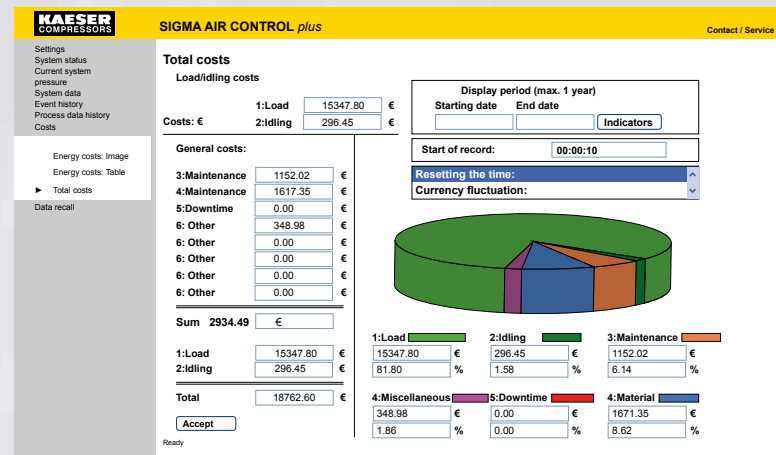 KAESER
COMPRESSORS
SIGMA AIR CONTROL plus
Contact / Service
Settings
System status
Current system
pressure
System data
Event history
Process data history
Costs
Energy costs: Image
Energy costs: Table
► Total costs
Data recall
Total costs
Load/idling costs
1:Load 15347.80 €
Costs: € 2:Idling 296.45 €
General costs:
3:Maintenance 1152.02 €
4:Maintenance 1617.35 €
5:Downtime 0.00 €
6: Other 348.98 €
6: Other 0.00 €
6: Other 0.00 €
6: Other 0.00 €
6: Other 0.00 €
Sum 2934.49 €
1:Load 15347.80 €
2:Idling 296.45 €
Total 18762.60 €
Accept
Ready
Display period (max. 1 year)
Starting date End date
Indicators
Start of record: 00:00:10
Resetting the time:
Currency fluctuation:
1:Load 2:Idling 3:Maintenance
15347.80 € 296.45 € 1152.02 €
81.80 % 1.58 % 6.14 %
4:Miscellaneous 5:Downtime 4:Material
348.98 € 0.00 € 1671.35 €
1.86 % 0.00 % 8.62 %